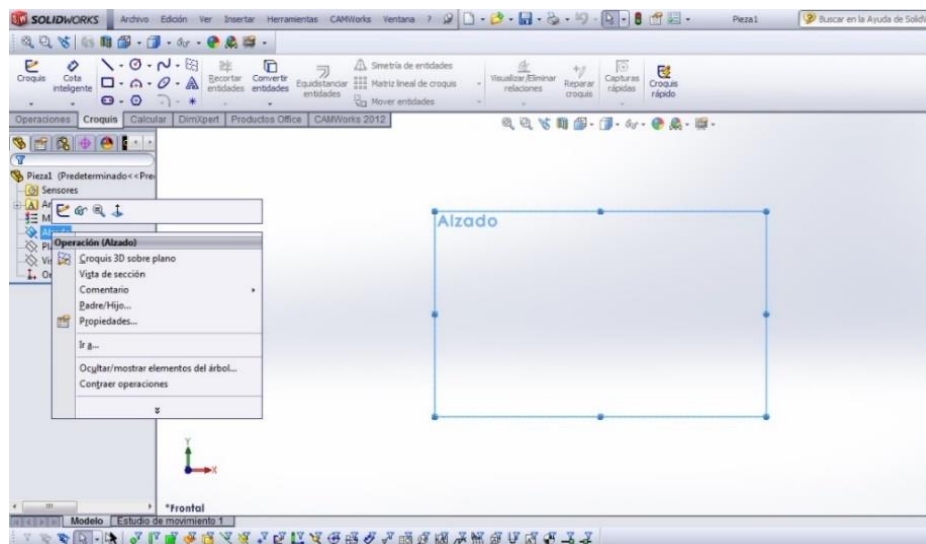 SOLIDWORKS Archivo Edición Ver Insertar Herramientas CAMWorks Ventana ? Pieza1 Buscar en la Ayuda de
Croquis
Cota inteligente
Recortar entidades
Convertir entidades
Equidistanciar entidades
Simetría de entidades
Matriz lineal de croquis
Mover entidades
Visualizar/Eliminar relaciones
Reparar croquis
Capturas rápidas
Croquis rápido
Operaciones Croquis Calcular DimXpert Productos Office CAMWorks 2012
Pieza1 (Predeterminado<<Pre
Sensores
A
M
Operación (Alzado)
Croquis 3D sobre plano
Vista de sección
Comentario
Padre/Hijo...
Propiedades...
Ir a...
Ocultar/mostrar elementos del árbol...
Contraer operaciones
Alzado
Y
X
*Frontal
Modelo Estudio de movimiento 1